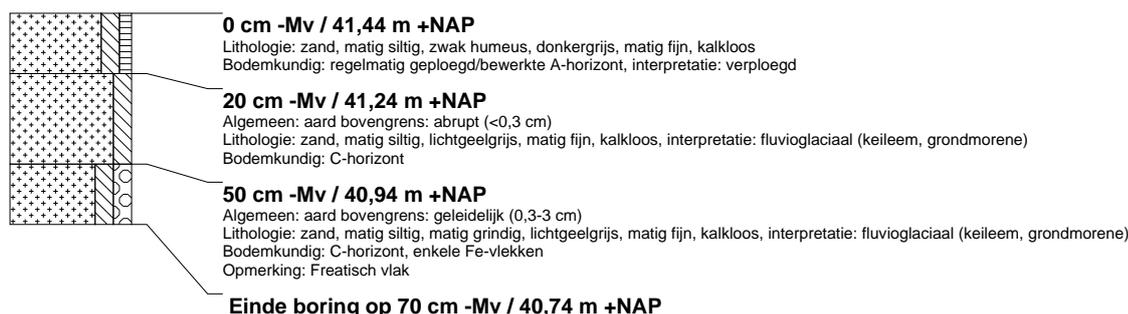 0 cm -Mv / 41,44 m +NAP
Lithologie: zand, matig siltig, zwak humeus, donkergrijs, matig fijn, kalkloos
Bodemkundig: regelmatig geploegd/bewerkte A-horizont, interpretatie: verploegd
20 cm -Mv / 41,24 m +NAP
Algemeen: aard bovengrens: abrupt (<0,3 cm)
Lithologie: zand, matig siltig, lichtgeelgrijs, matig fijn, kalkloos, interpretatie: fluvioglaciaal (keileem, grondmorene)
Bodemkundig: C-horizont
50 cm -Mv / 40,94 m +NAP
Algemeen: aard bovengrens: geleidelijk (0,3-3 cm)
Lithologie: zand, matig siltig, matig grindig, lichtgeelgrijs, matig fijn, kalkloos, interpretatie: fluvioglaciaal (keileem, grondmorene)
Bodemkundig: C-horizont, enkele Fe-vlekken
Opmerking: Freatisch vlak
Einde boring op 70 cm -Mv / 40,74 m +NAP